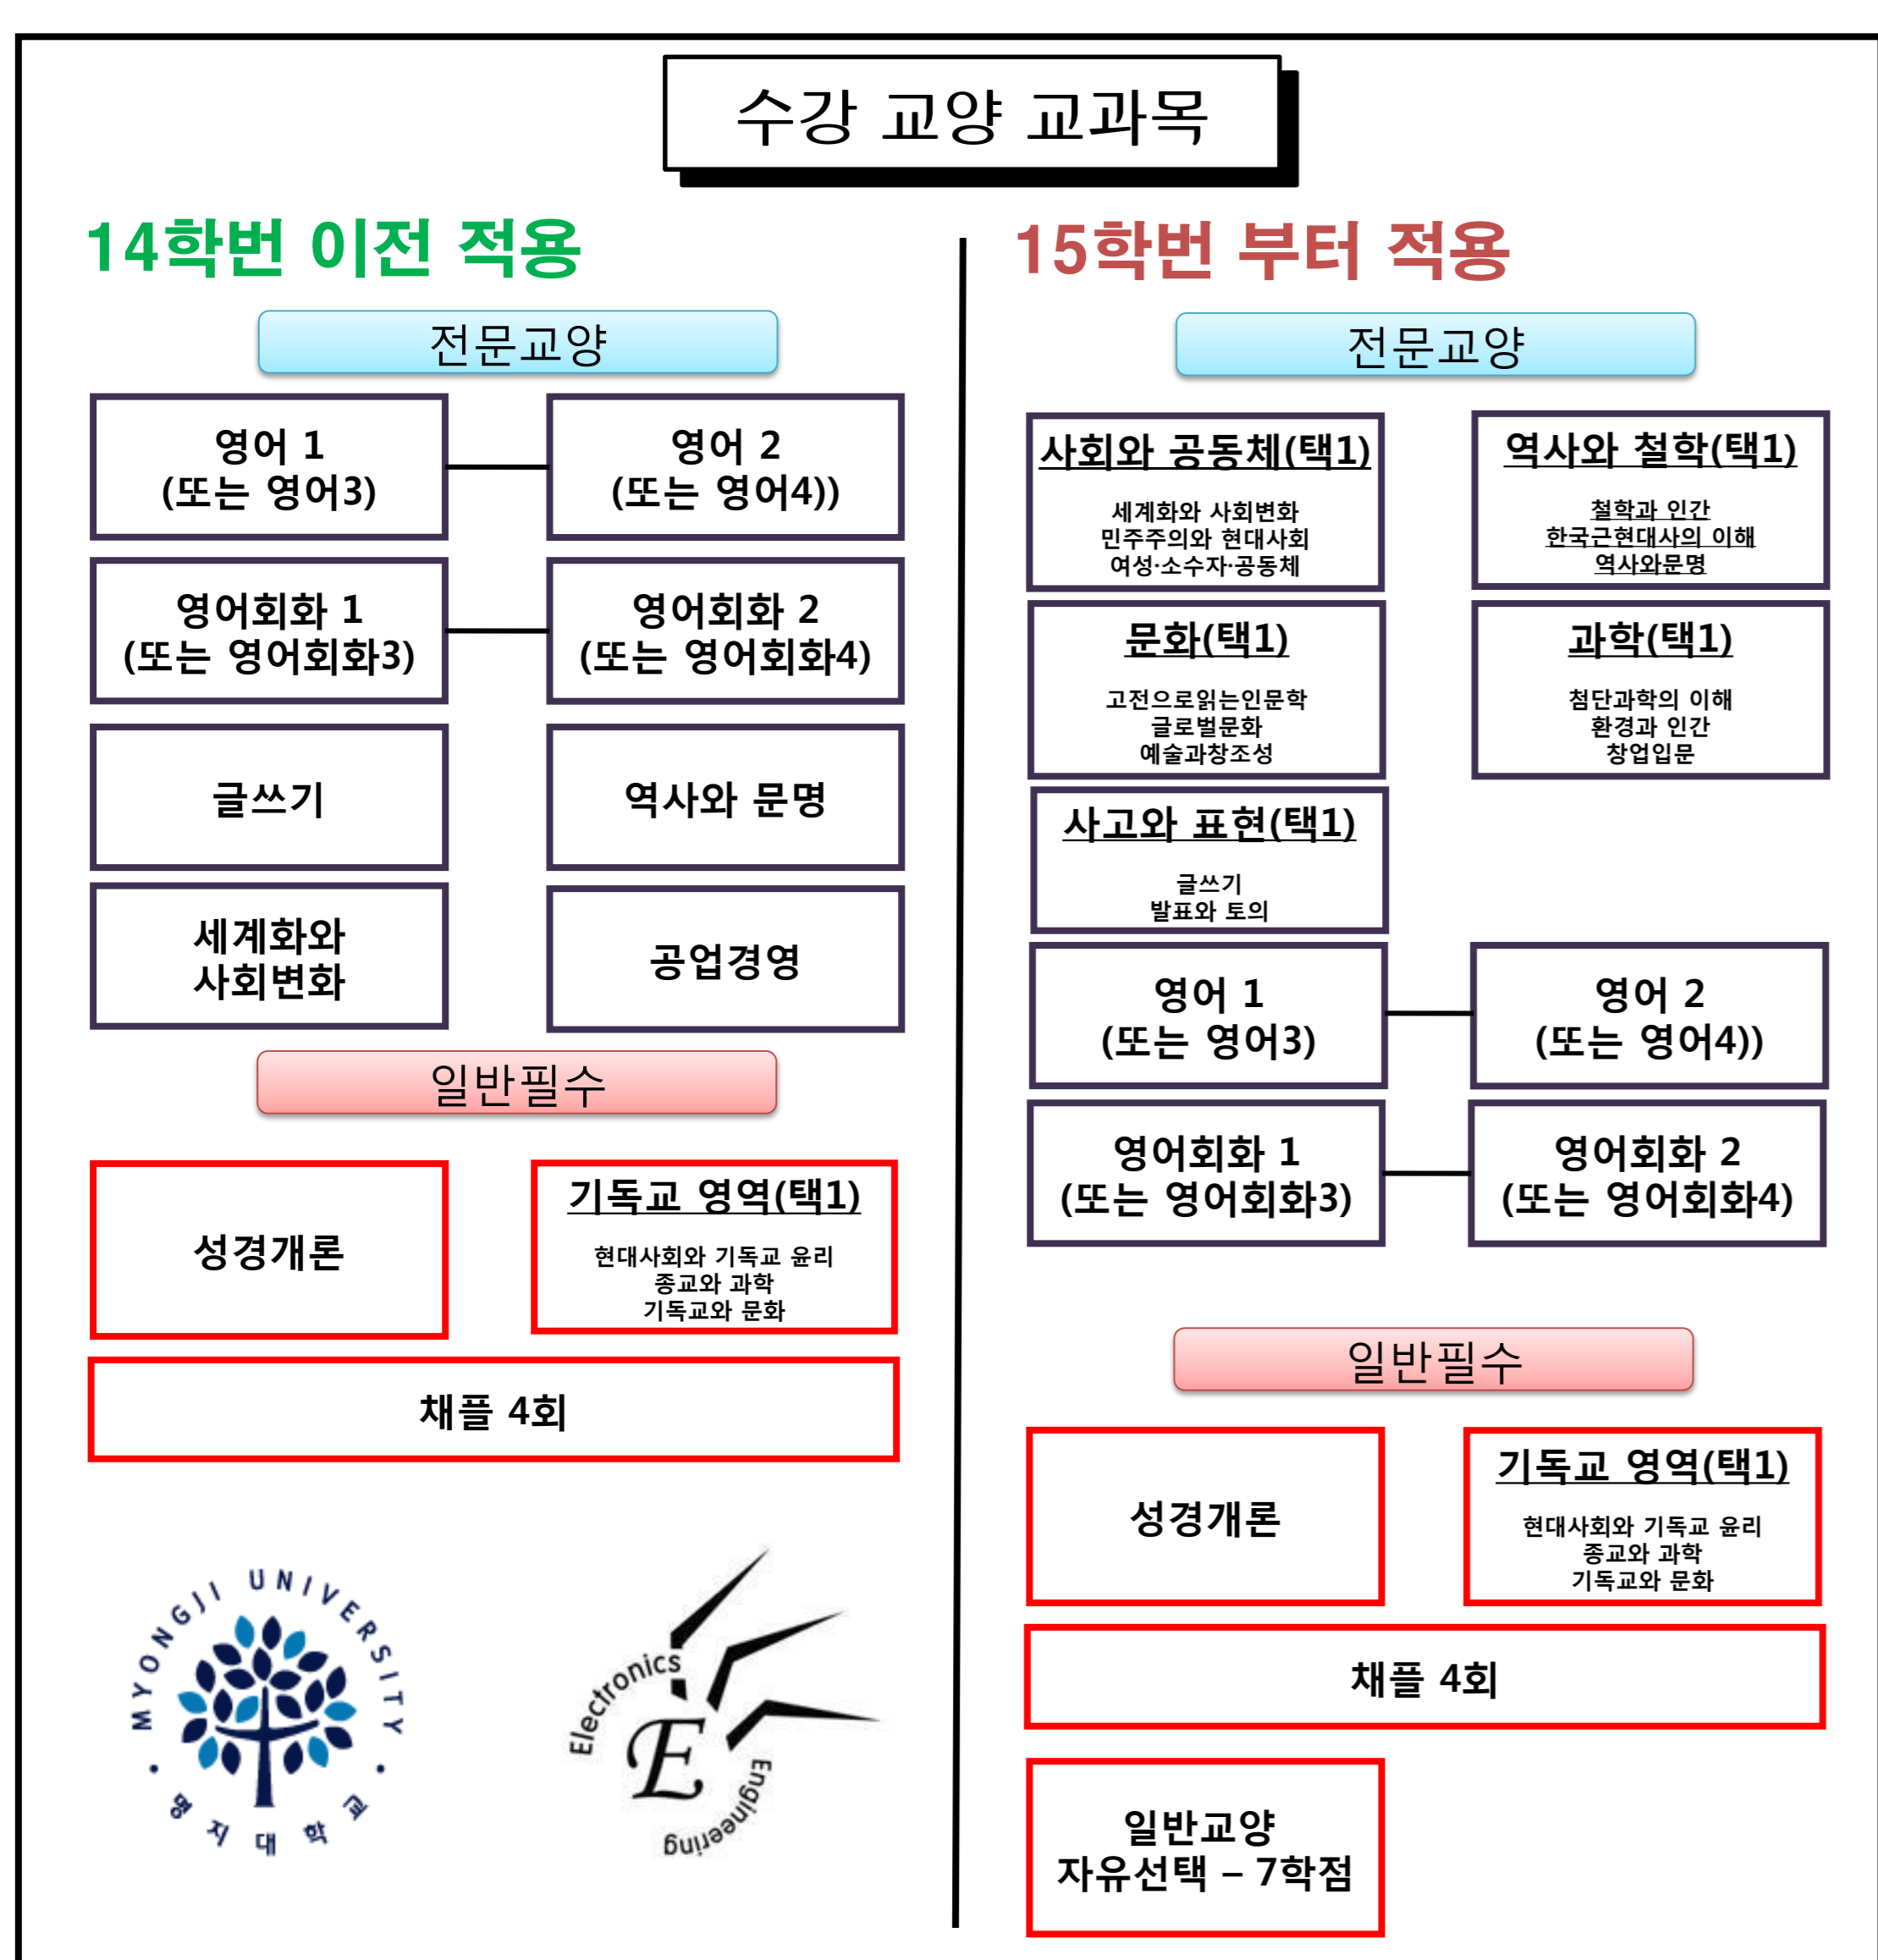 수강 교양 교과목
14학번 이전 적용
전문교양
영어 1
(또는 영어3)
영어 2
(또는 영어4))
영어회화 1
(또는 영어회화3)
영어회화 2
(또는 영어회화4)
글쓰기
역사와 문명
세계화와
사회변화
공업경영
일반필수
성경개론
기독교 영역(택1)
현대사회와 기독교 윤리
종교와 과학
기독교와 문화
채플 4회
MYONGJI UNIVERSITY
명지대학교
Electronics
E
Engineering
15학번 부터 적용
전문교양
사회와 공동체(택1)
세계화와 사회변화
민주주의와 현대사회
여성·소수자·공동체
역사와 철학(택1)
철학과 인간
한국근현대사의 이해
역사와문명
문화(택1)
고전으로읽는인문학
글로벌문화
예술과창조성
과학(택1)
첨단과학의 이해
환경과 인간
창업입문
사고와 표현(택1)
글쓰기
발표와 토의
영어 1
(또는 영어3)
영어 2
(또는 영어4))
영어회화 1
(또는 영어회화3)
영어회화 2
(또는 영어회화4)
일반필수
성경개론
기독교 영역(택1)
현대사회와 기독교 윤리
종교와 과학
기독교와 문화
채플 4회
일반교양
자유선택 – 7학점